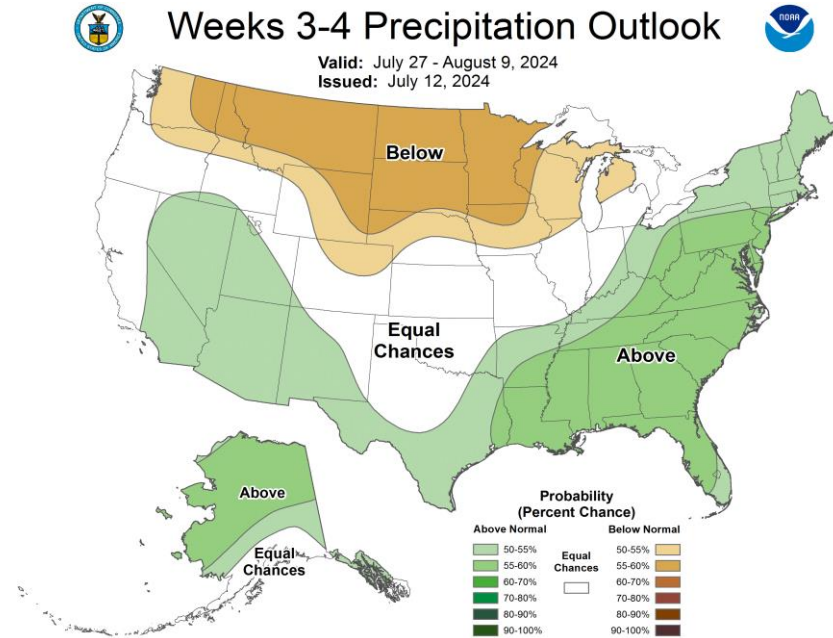 Weeks 3-4 Precipitation Outlook
NOAA
Valid: July 27 - August 9, 2024
Issued: July 12, 2024
Below
Equal
Chances
Above
Above
Equal
Chances
Probability
(Percent Chance)
Above Normal
Below Normal
50-55%
55-60%
60-70%
70-80%
80-90%
90-100%
Equal
Chances
50-55%
55-60%
60-70%
70-80%
80-90%
90-100%